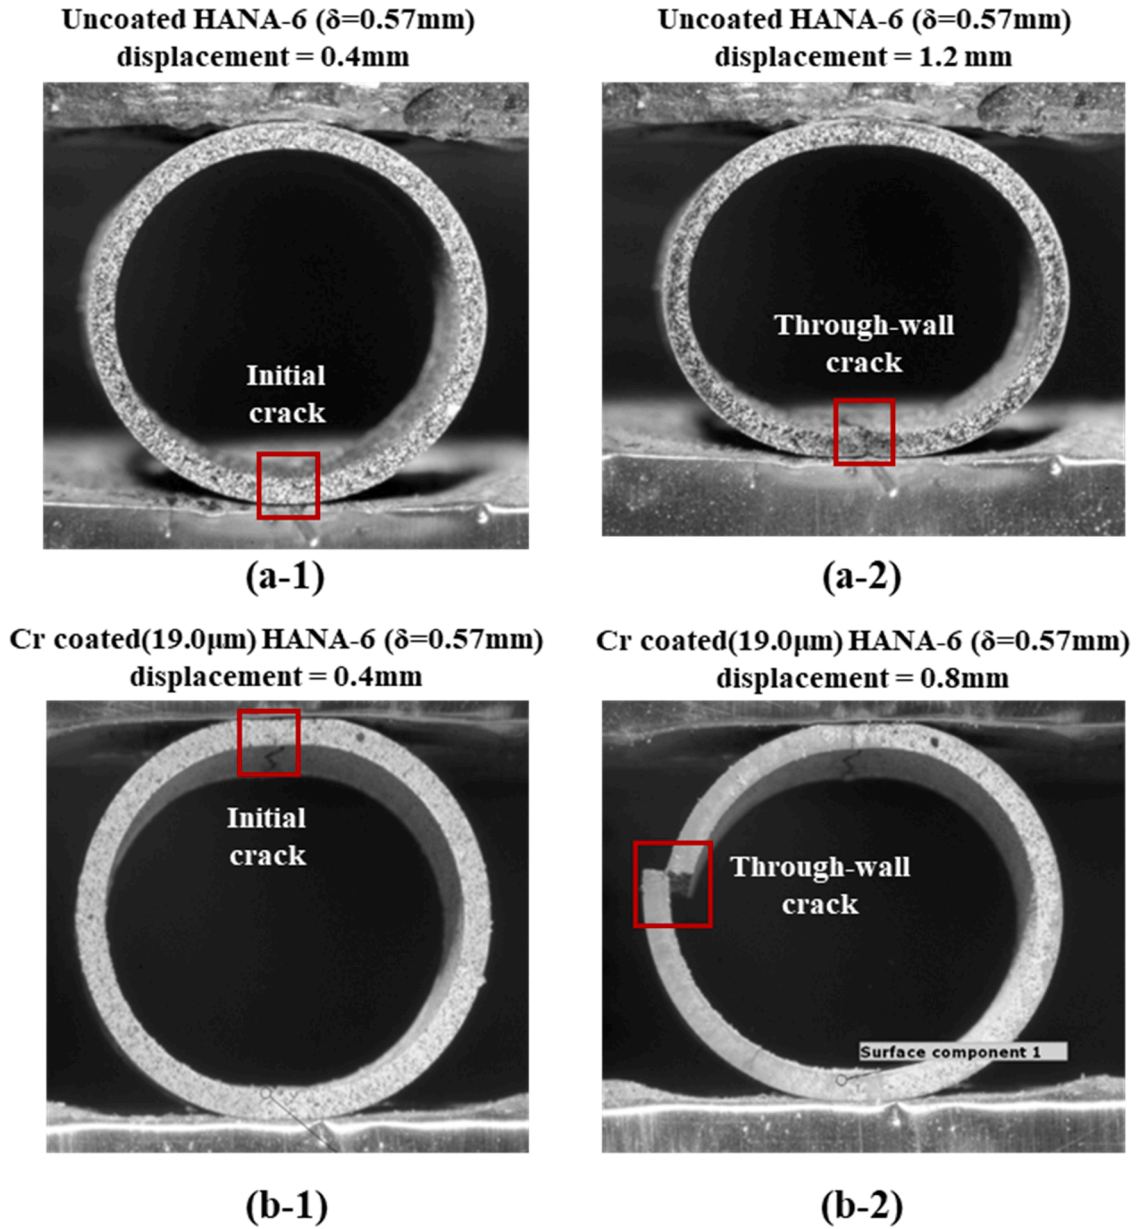 Uncoated HANA-6 (δ=0.57mm)
displacement = 0.4mm
Uncoated HANA-6 (δ=0.57mm)
displacement = 1.2 mm
Initial
crack
Through-wall
crack
(a-1)
(a-2)
Cr coated(19.0μm) HANA-6 (δ=0.57mm)
displacement = 0.4mm
Cr coated(19.0μm) HANA-6 (δ=0.57mm)
displacement = 0.8mm
Initial
crack
Through-wall
crack
Surface component 1
(b-1)
(b-2)